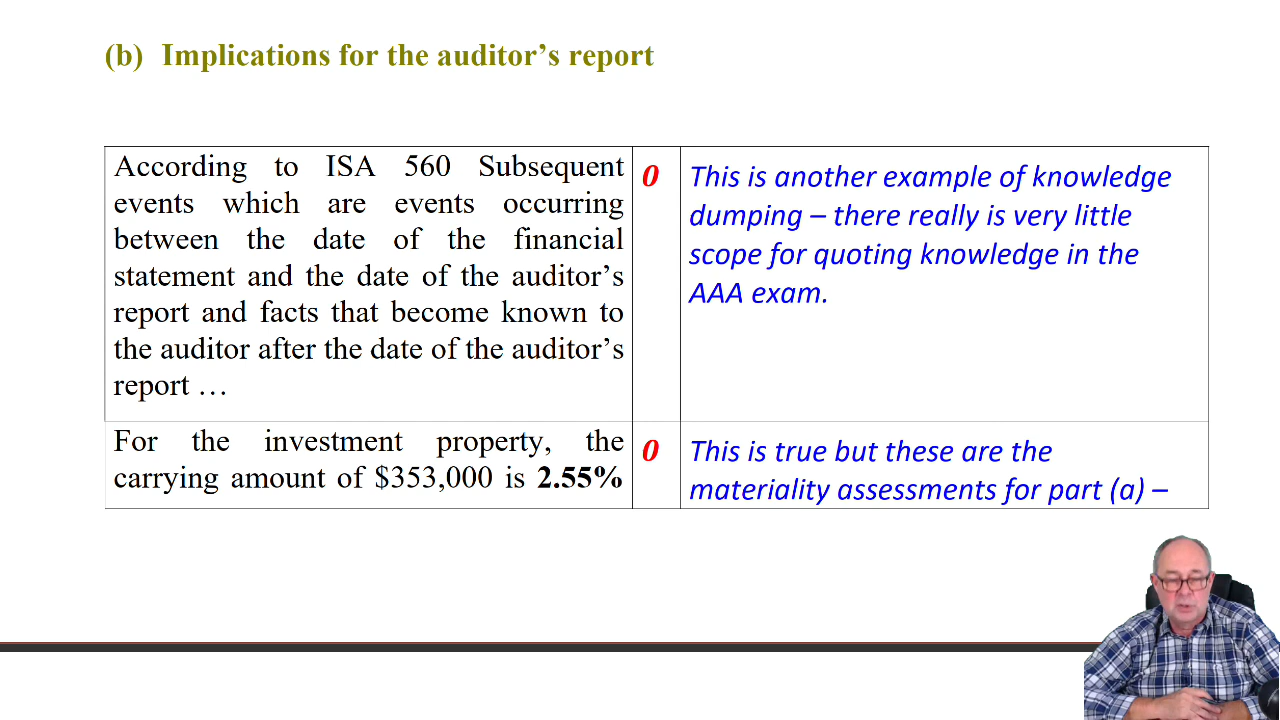 (b) Implications for the auditor’s report
According to ISA 560 Subsequent
events which are events occurring
between the date of the financial
statement and the date of the auditor’s
report and facts that become known to
the auditor after the date of the auditor’s
report …
0
This is another example of knowledge
dumping – there really is very little
scope for quoting knowledge in the
AAA exam.
For the investment property, the
carrying amount of $353,000 is 2.55%
0
This is true but these are the
materiality assessments for part (a) –